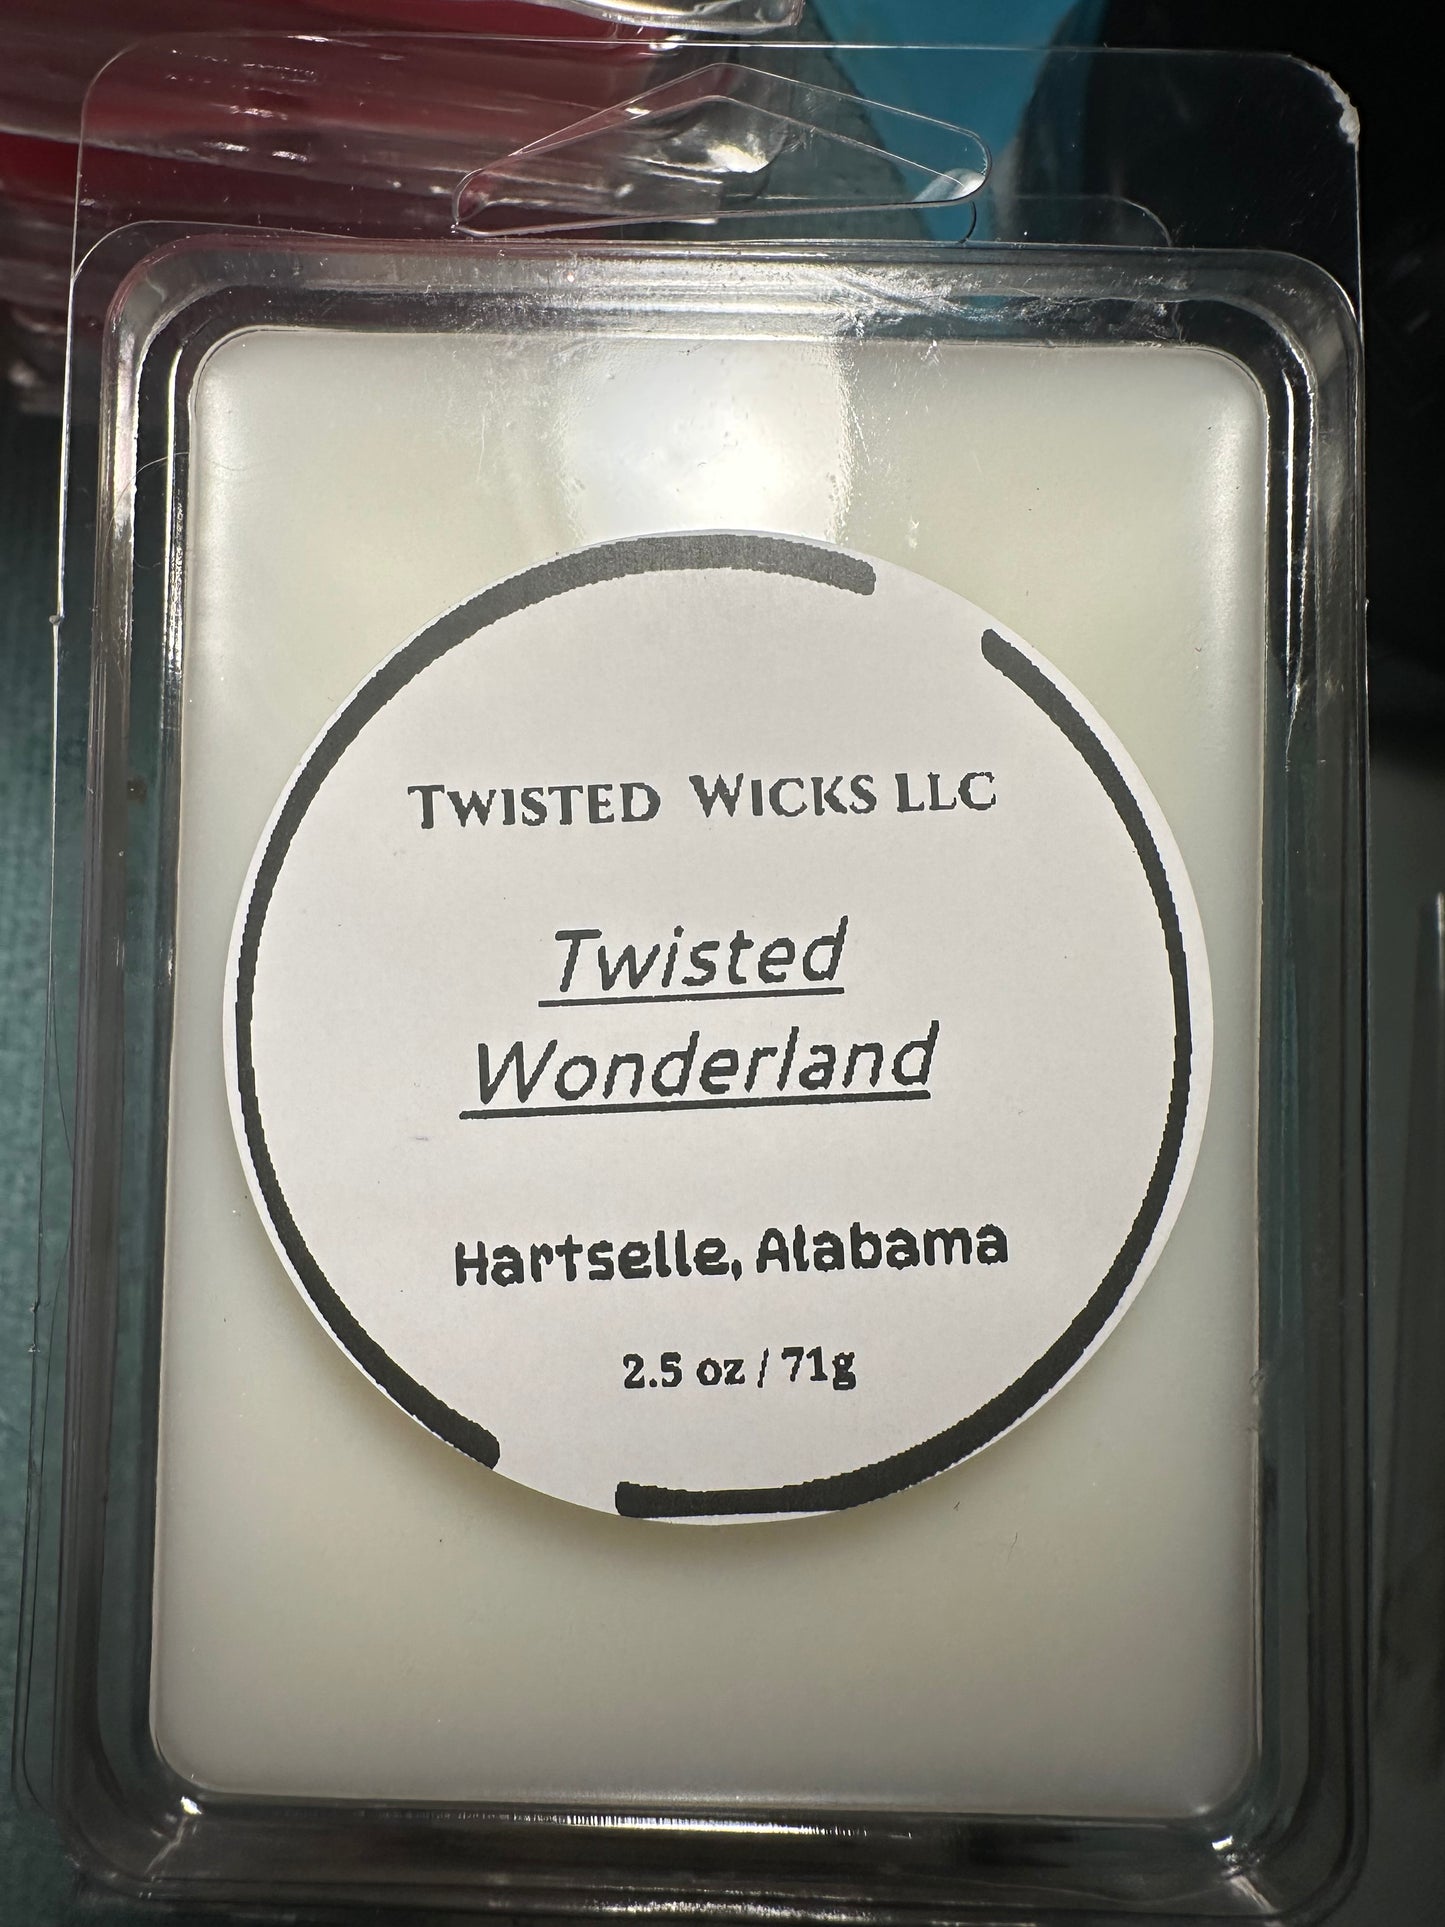 Twisted Wicks LLC
Twisted
Wonderland
Hartselle, Alabama
2.5 oz / 71g